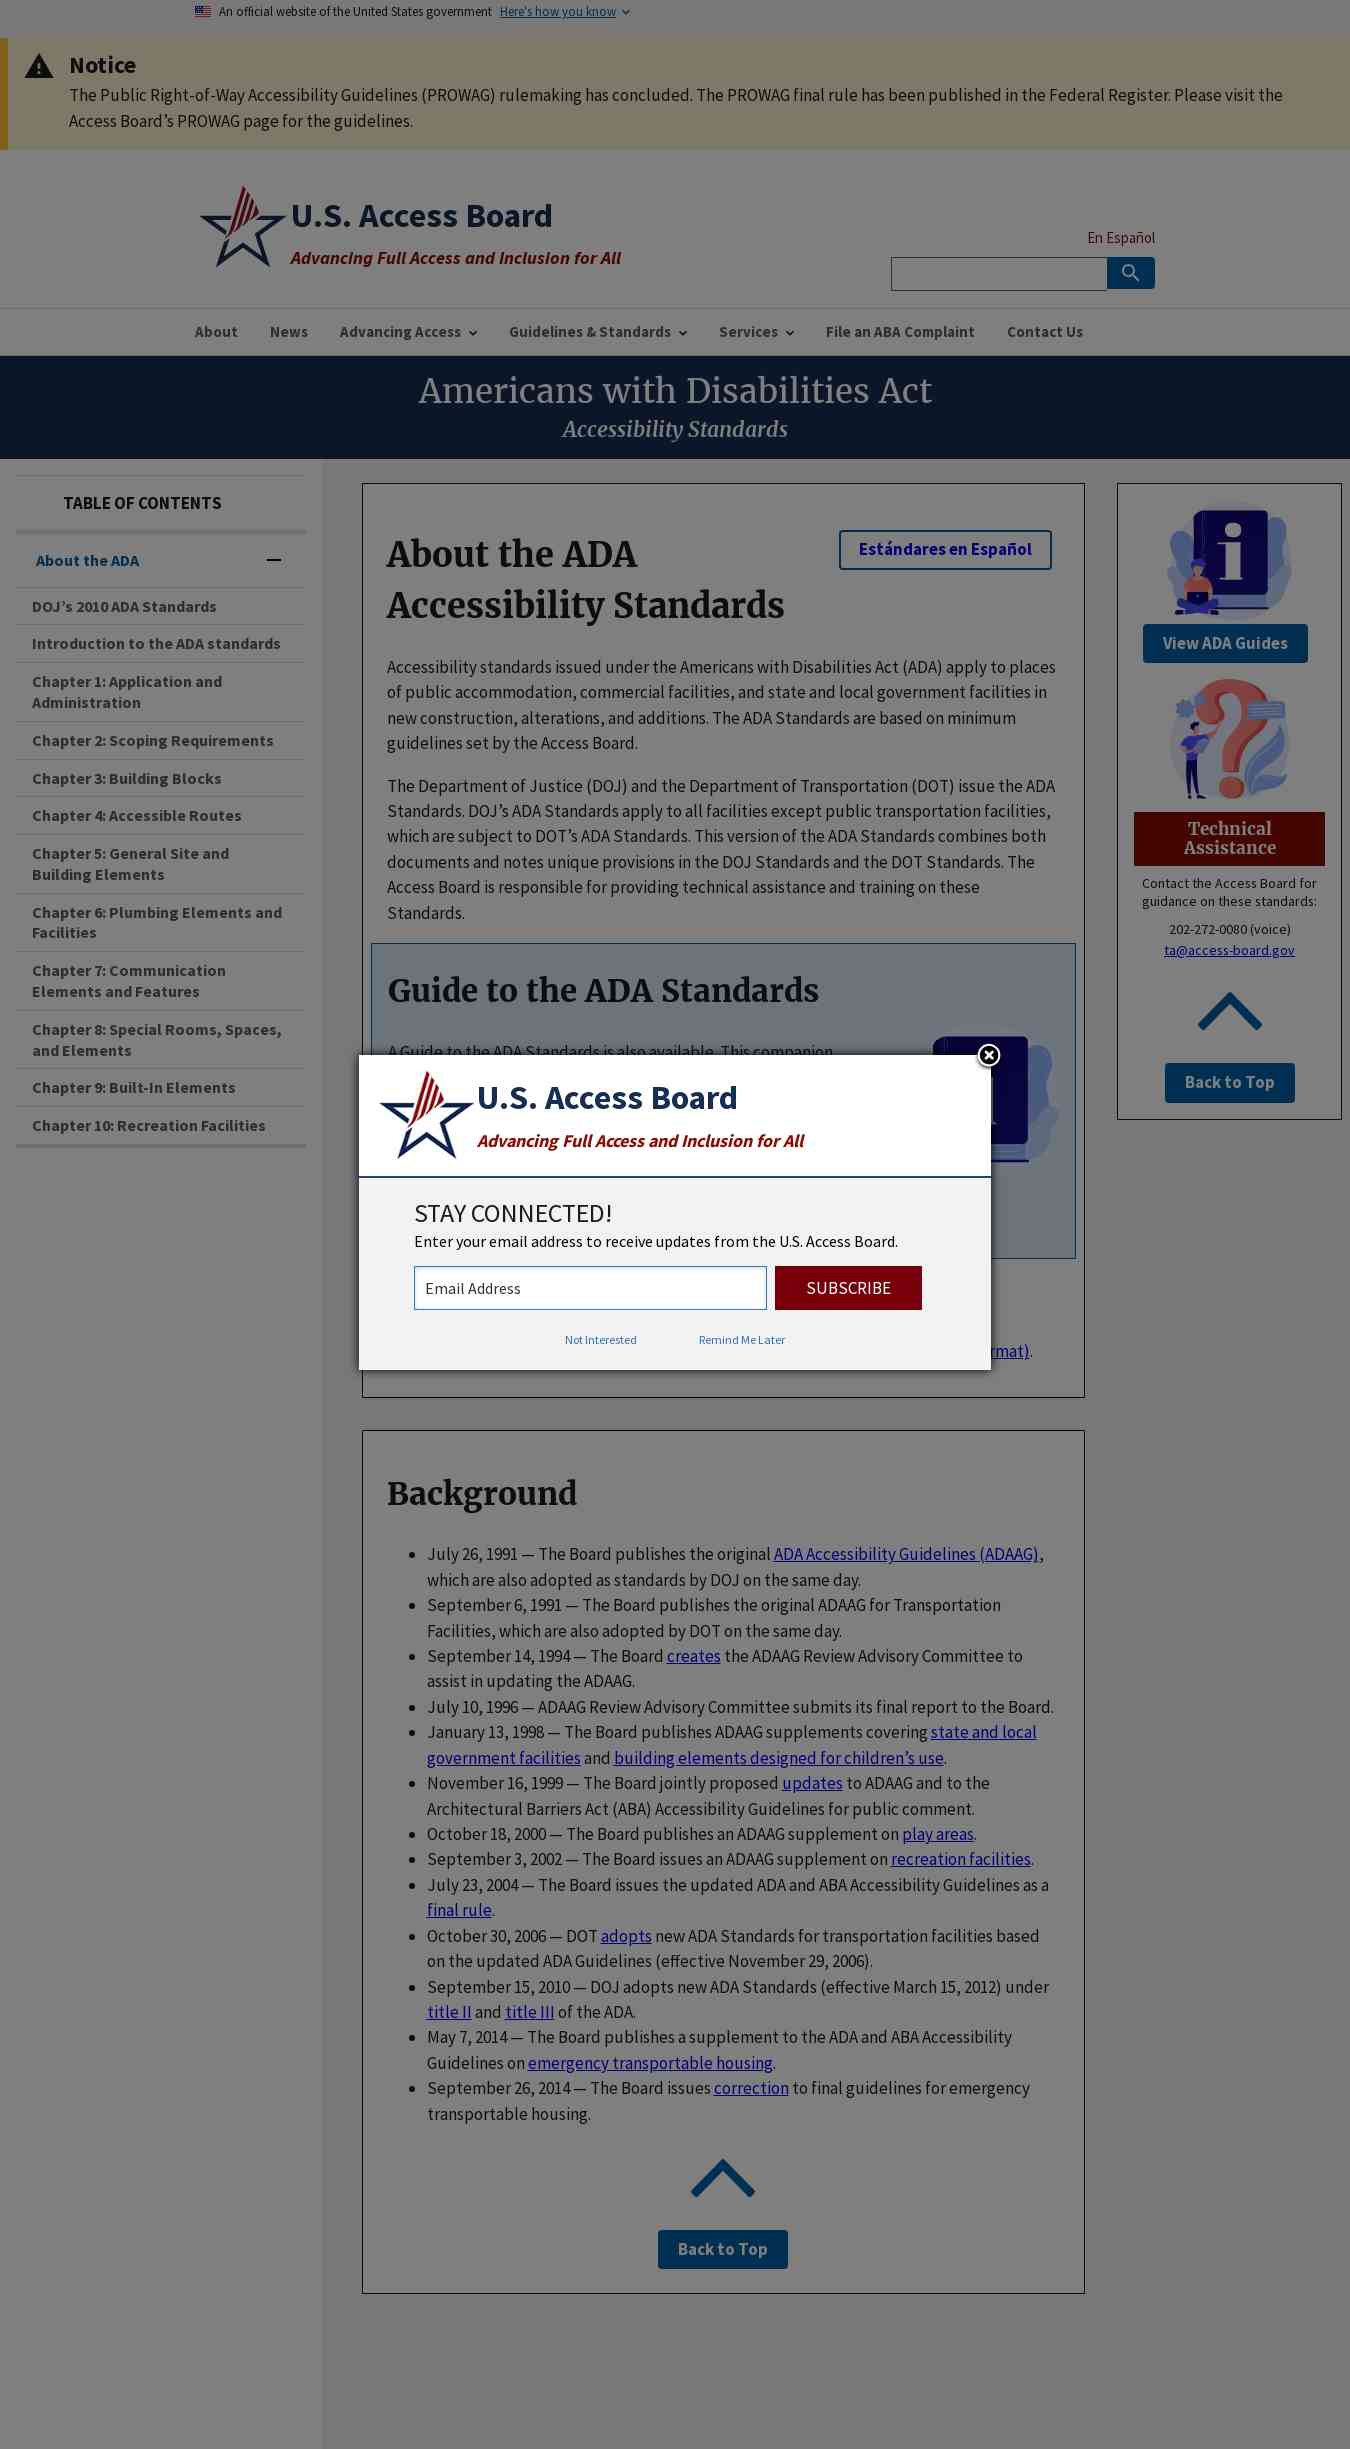 An official website of the United States government Here's how you know
Notice
The Public Right-of-Way Accessibility Guidelines (PROWAG) rulemaking has concluded. The PROWAG final rule has been published in the Federal Register. Please visit the
Access Board’s PROWAG page for the guidelines.
U.S. Access Board
Advancing Full Access and Inclusion for All
En Español
About News Advancing Access Guidelines & Standards Services File an ABA Complaint Contact Us
Americans with Disabilities Act
Accessibility Standards
TABLE OF CONTENTS
About the ADA
DOJ’s 2010 ADA Standards
Introduction to the ADA standards
Chapter 1: Application and
Administration
Chapter 2: Scoping Requirements
Chapter 3: Building Blocks
Chapter 4: Accessible Routes
Chapter 5: General Site and
Building Elements
Chapter 6: Plumbing Elements and
Facilities
Chapter 7: Communication
Elements and Features
Chapter 8: Special Rooms, Spaces,
and Elements
Chapter 9: Built-In Elements
Chapter 10: Recreation Facilities
About the ADA
Accessibility Standards
Estándares en Español
Accessibility standards issued under the Americans with Disabilities Act (ADA) apply to places
of public accommodation, commercial facilities, and state and local government facilities in
new construction, alterations, and additions. The ADA Standards are based on minimum
guidelines set by the Access Board.
The Department of Justice (DOJ) and the Department of Transportation (DOT) issue the ADA
Standards. DOJ’s ADA Standards apply to all facilities except public transportation facilities,
which are subject to DOT’s ADA Standards. This version of the ADA Standards combines both
documents and notes unique provisions in the DOJ Standards and the DOT Standards. The
Access Board is responsible for providing technical assistance and training on these
Standards.
Guide to the ADA Standards
A Guide to the ADA Standards is also available. This companion
U.S. Access Board
Advancing Full Access and Inclusion for All
STAY CONNECTED!
Enter your email address to receive updates from the U.S. Access Board.
Email Address
SUBSCRIBE
Not Interested Remind Me Later
rmat).
Background
July 26, 1991 — The Board publishes the original ADA Accessibility Guidelines (ADAAG),
which are also adopted as standards by DOJ on the same day.
September 6, 1991 — The Board publishes the original ADAAG for Transportation
Facilities, which are also adopted by DOT on the same day.
September 14, 1994 — The Board creates the ADAAG Review Advisory Committee to
assist in updating the ADAAG.
July 10, 1996 — ADAAG Review Advisory Committee submits its final report to the Board.
January 13, 1998 — The Board publishes ADAAG supplements covering state and local
government facilities and building elements designed for children’s use.
November 16, 1999 — The Board jointly proposed updates to ADAAG and to the
Architectural Barriers Act (ABA) Accessibility Guidelines for public comment.
October 18, 2000 — The Board publishes an ADAAG supplement on play areas.
September 3, 2002 — The Board issues an ADAAG supplement on recreation facilities.
July 23, 2004 — The Board issues the updated ADA and ABA Accessibility Guidelines as a
final rule.
October 30, 2006 — DOT adopts new ADA Standards for transportation facilities based
on the updated ADA Guidelines (effective November 29, 2006).
September 15, 2010 — DOJ adopts new ADA Standards (effective March 15, 2012) under
title II and title III of the ADA.
May 7, 2014 — The Board publishes a supplement to the ADA and ABA Accessibility
Guidelines on emergency transportable housing.
September 26, 2014 — The Board issues correction to final guidelines for emergency
transportable housing.
Back to Top
View ADA Guides
Technical
Assistance
Contact the Access Board for
guidance on these standards:
202-272-0080 (voice)
ta@access-board.gov
Back to Top